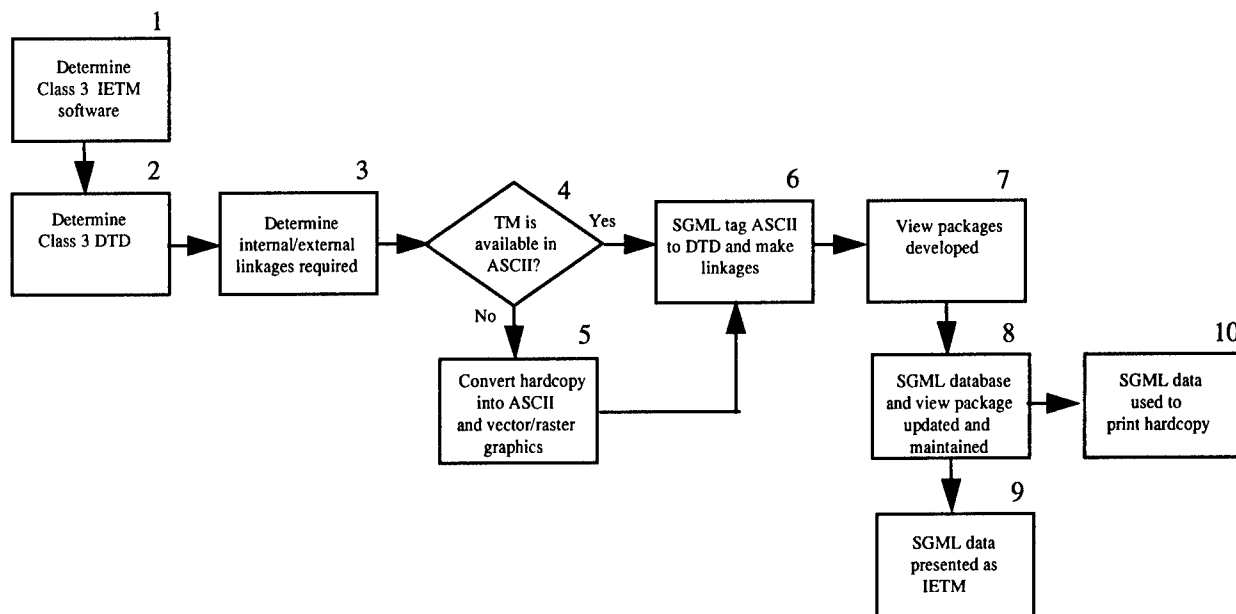 1
Determine
Class 3 IETM
software
2
Determine
Class 3 DTD
3
Determine
internal/external
linkages required
4
TM is
available in
ASCII?
Yes
No
5
Convert hardcopy
into ASCII
and vector/raster
graphics
6
SGML tag ASCII
to DTD and make
linkages
7
View packages
developed
8
SGML database
and view package
updated and
maintained
10
SGML data
used to
print hardcopy
9
SGML data
presented as
IETM